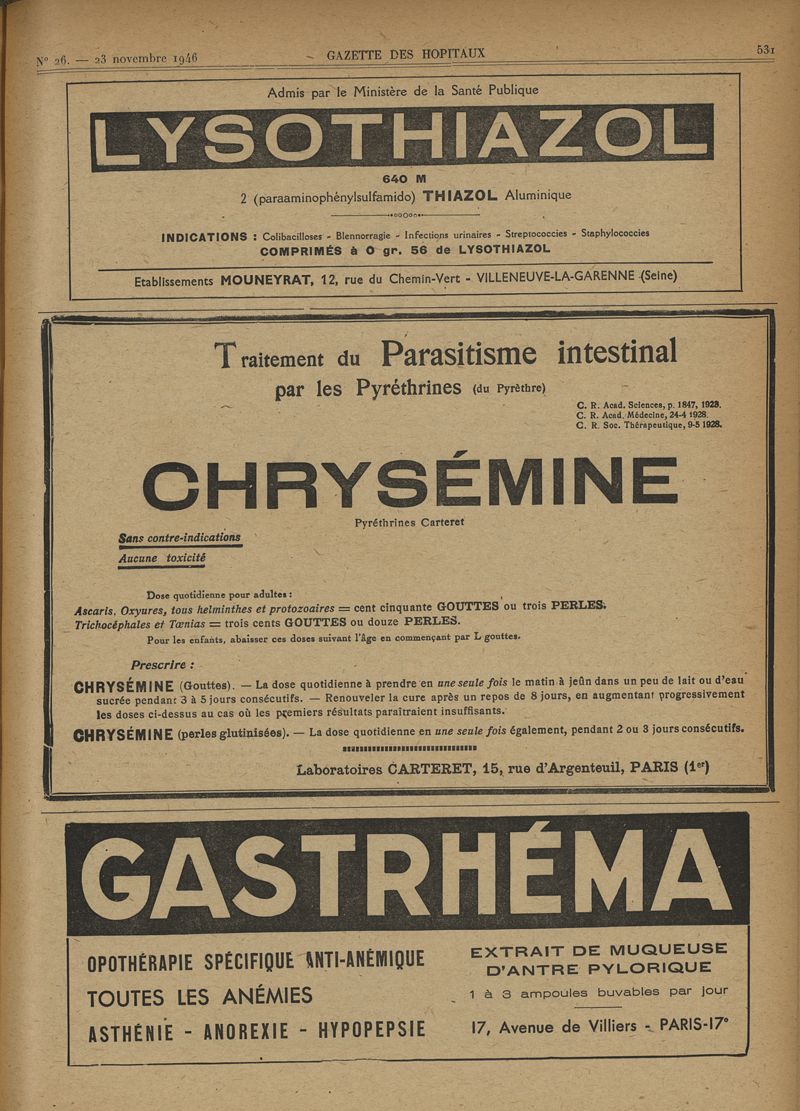 N° 26. — 23 novembre 1946
GAZETTE DES HOPITAUX
531
Admis par le Ministère de la Santé Publique
LYSOTHIAZOL
640 M
2 (paraaminophénylsulfamido) THIAZOL Aluminique
INDICATIONS : Colibacilloses - Blennorragie - Infections urinaires - Streptococcies - Staphylococcies
COMPRIMÉS à 0 gr. 56 de LYSOTHIAZOL
Etablissements MOUNEYRAT, 12, rue du Chemin-Vert - VILLENEUVE-LA-GARENNE (Seine)
Traitement du Parasitisme intestinal
par les Pyréthrines (du Pyrèthre)
C. R. Acad. Sciences, p. 1847, 1923.
C. R. Acad. Médecine, 24-4 1928.
C. R. Soc. Thérapeutique, 9-5 1928.
CHRYSÉMINE
Pyréthrines Carteret
Sans contre-indications
Aucune toxicité
Dose quotidienne pour adultes :
Ascaris, Oxyures, tous helminthes et protozoaires = cent cinquante GOUTTES ou trois PERLES.
Trichocéphales et Tœnias = trois cents GOUTTES ou douze PERLES.
Pour les enfants, abaisser ces doses suivant l'âge en commençant par L gouttes.
Prescrire :
CHRYSÉMINE (Gouttes). — La dose quotidienne à prendre en une seule fois le matin à jeûn dans un peu de lait ou d'eau
sucrée pendant 3 à 5 jours consécutifs. — Renouveler la cure après un repos de 8 jours, en augmentant progressivement
les doses ci-dessus au cas où les premiers résultats paraîtraient insuffisants.
CHRYSÉMINE (perles glutinisées). — La dose quotidienne en une seule fois également, pendant 2 ou 3 jours consécutifs.
Laboratoires CARTERET, 15, rue d'Argenteuil, PARIS (1er)
GASTRHÉMA
OPOTHÉRAPIE SPÉCIFIQUE ANTI-ANÉMIQUE
TOUTES LES ANÉMIES
ASTHÉNIE - ANOREXIE - HYPOPEPSIE
EXTRAIT DE MUQUEUSE
D'ANTRE PYLORIQUE
1 à 3 ampoules buvables par jour
17, Avenue de Villiers - PARIS-17°